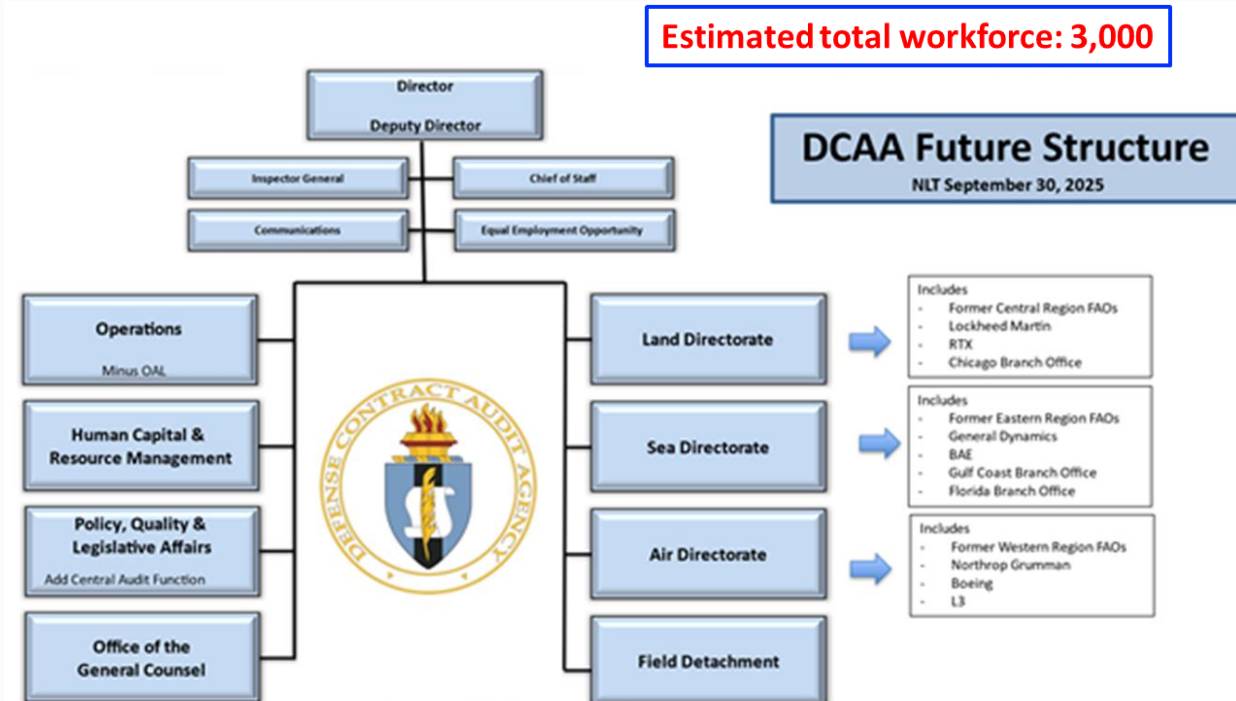 Estimated total workforce: 3,000
Director
Deputy Director
DCAA Future Structure
NLT September 30, 2025
Inspector General
Chief of Staff
Communications
Equal Employment Opportunity
Operations
Minus OAL
Human Capital &
Resource Management
Policy, Quality &
Legislative Affairs
Add Central Audit Function
Office of the
General Counsel
DEFENSE CONTRACT AUDIT AGENCY
Land Directorate
Includes
- Former Central Region FAOs
- Lockheed Martin
- RTX
- Chicago Branch Office
Sea Directorate
Includes
- Former Eastern Region FAOs
- General Dynamics
- BAE
- Gulf Coast Branch Office
- Florida Branch Office
Air Directorate
Includes
- Former Western Region FAOs
- Northrop Grumman
- Boeing
- L3
Field Detachment